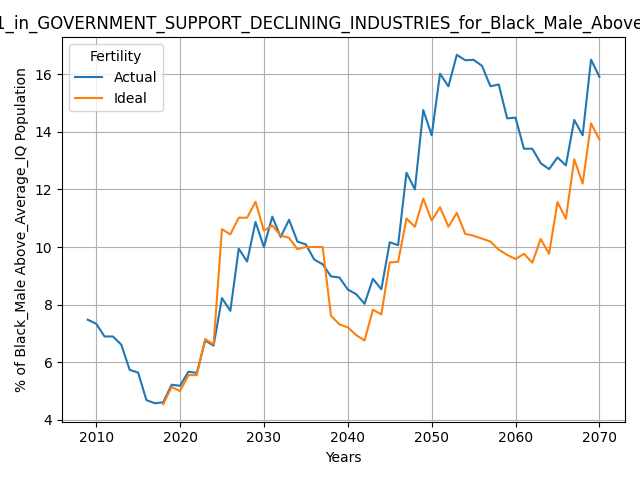 1_in_GOVERNMENT_SUPPORT_DECLINING_INDUSTRIES_for_Black_Male_Above
Fertility
Actual
Ideal
% of Black_Male Above_Average_IQ Population
16
14
12
10
8
6
4
2010 2020 2030 2040 2050 2060 2070
Years